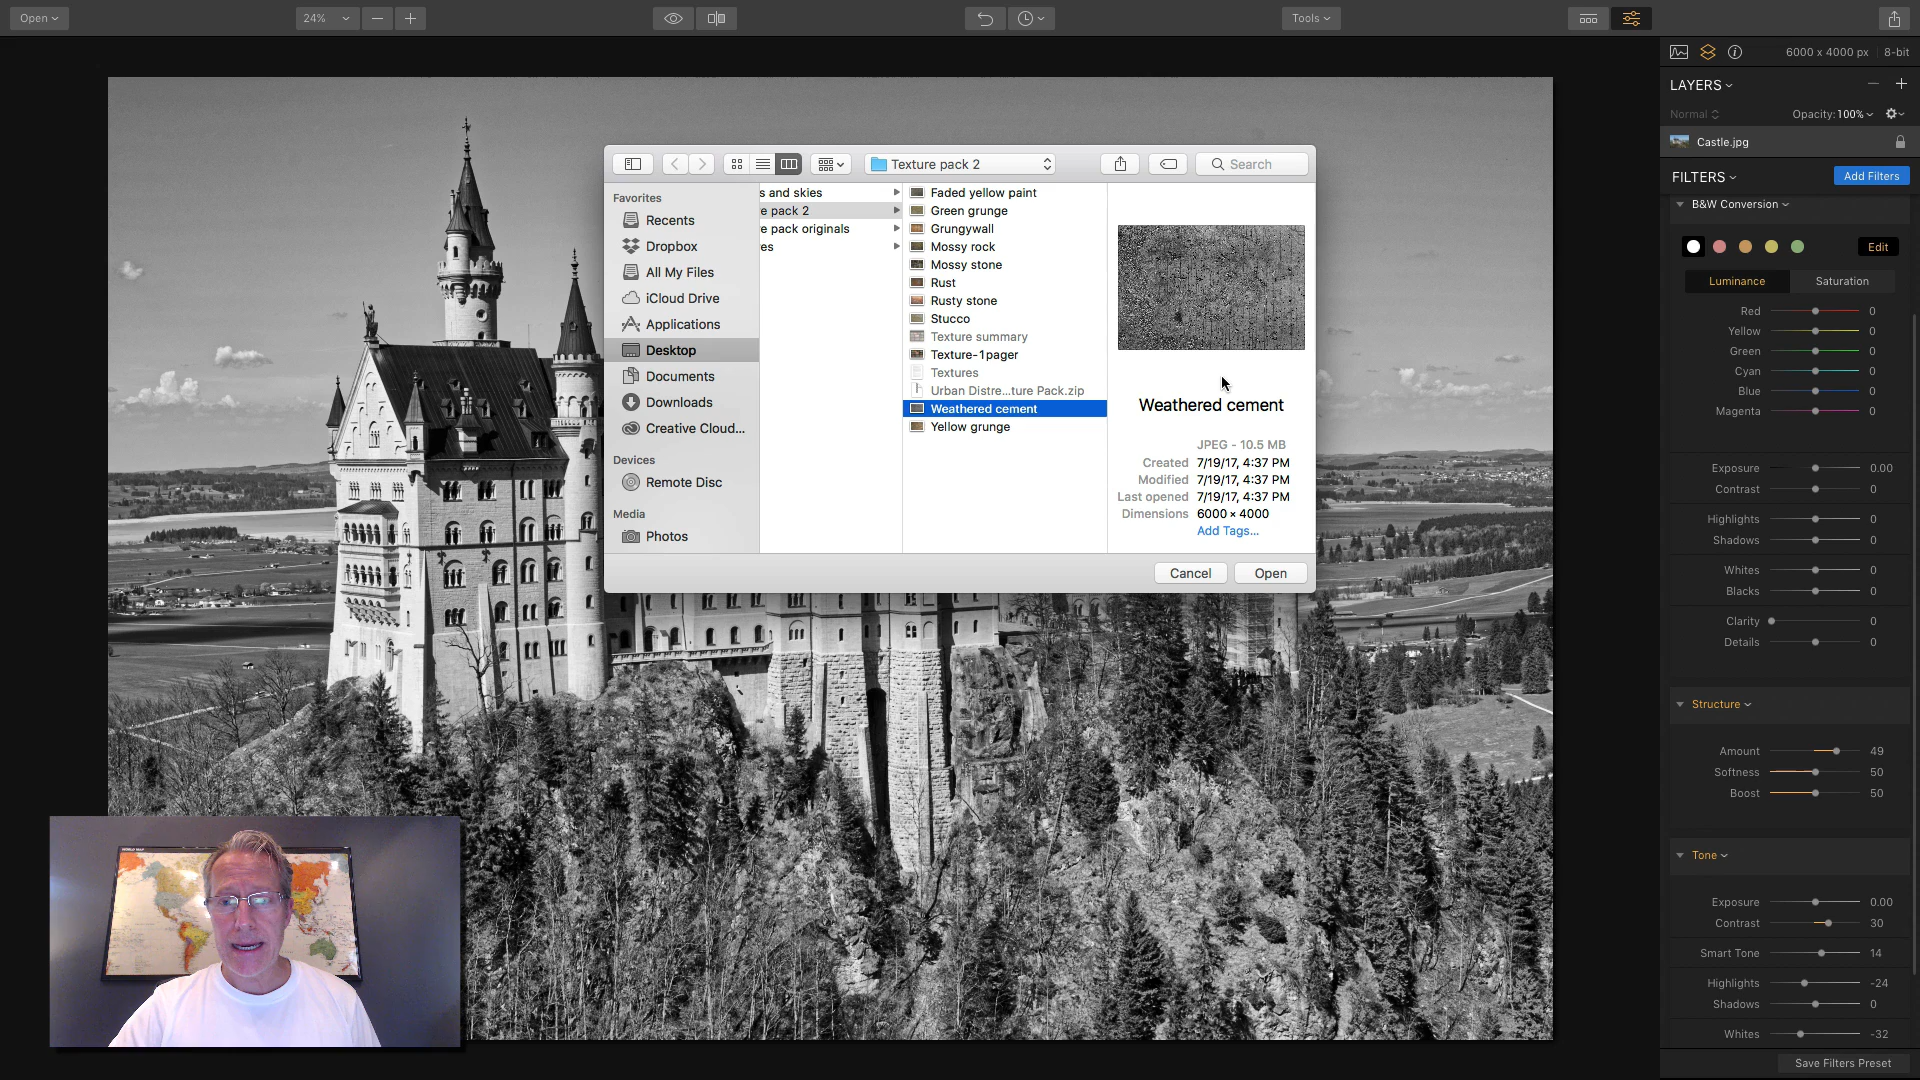 Open
24%
Tools
6000 x 4000 px
8-bit
LAYERS
Normal
Opacity: 100%
Castle.jpg
FILTERS
Add Filters
B&W Conversion
Edit
Luminance
Saturation
Red 0
Yellow 0
Green 0
Cyan 0
Blue 0
Magenta 0
Exposure 0.00
Contrast 0
Highlights 0
Shadows 0
Whites 0
Blacks 0
Clarity 0
Details 0
Structure
Amount 49
Softness 50
Boost 50
Tone
Exposure 0.00
Contrast 30
Smart Tone 14
Highlights -24
Shadows 0
Whites -32
Save Filters Preset
Texture pack 2
Search
Favorites
Recents
Dropbox
All My Files
iCloud Drive
Applications
Desktop
Documents
Downloads
Creative Cloud...
Devices
Remote Disc
Media
Photos
s and skies
e pack 2
e pack originals
es
Faded yellow paint
Green grunge
Grungywall
Mossy rock
Mossy stone
Rust
Rusty stone
Stucco
Texture summary
Texture-1pager
Textures
Urban Distre...ture Pack.zip
Weathered cement
Yellow grunge
Weathered cement
JPEG - 10.5 MB
Created 7/19/17, 4:37 PM
Modified 7/19/17, 4:37 PM
Last opened 7/19/17, 4:37 PM
Dimensions 6000 × 4000
Add Tags...
Cancel
Open